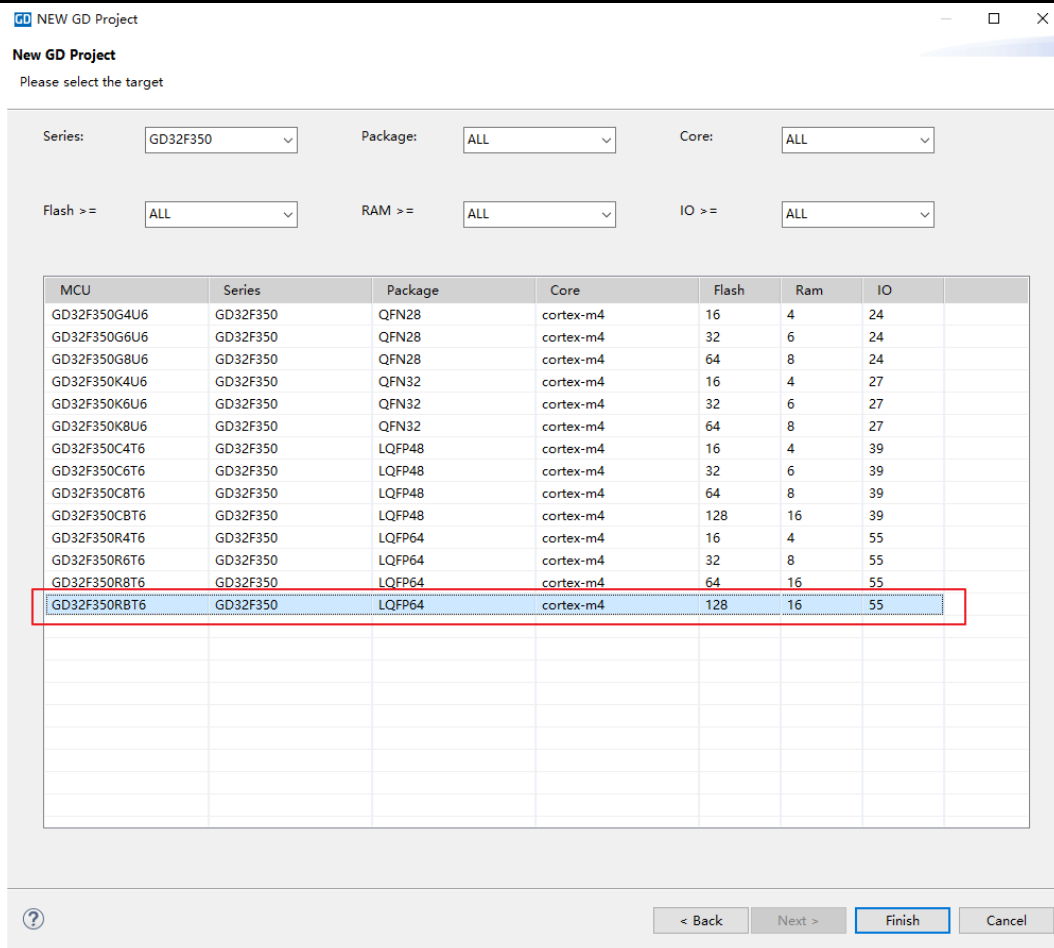 GD NEW GD Project
New GD Project
Please select the target
Series: GD32F350 Package: ALL Core: ALL
Flash >= ALL RAM >= ALL IO >= ALL
MCU Series Package Core Flash Ram IO
GD32F350G4U6 GD32F350 QFN28 cortex-m4 16 4 24
GD32F350G6U6 GD32F350 QFN28 cortex-m4 32 6 24
GD32F350G8U6 GD32F350 QFN28 cortex-m4 64 8 24
GD32F350K4U6 GD32F350 QFN32 cortex-m4 16 4 27
GD32F350K6U6 GD32F350 QFN32 cortex-m4 32 6 27
GD32F350K8U6 GD32F350 QFN32 cortex-m4 64 8 27
GD32F350C4T6 GD32F350 LQFP48 cortex-m4 16 4 39
GD32F350C6T6 GD32F350 LQFP48 cortex-m4 32 6 39
GD32F350C8T6 GD32F350 LQFP48 cortex-m4 64 8 39
GD32F350CBT6 GD32F350 LQFP48 cortex-m4 128 16 39
GD32F350R4T6 GD32F350 LQFP64 cortex-m4 16 4 55
GD32F350R6T6 GD32F350 LQFP64 cortex-m4 32 8 55
GD32F350R8T6 GD32F350 LQFP64 cortex-m4 64 16 55
GD32F350RBT6 GD32F350 LQFP64 cortex-m4 128 16 55
? < Back Next > Finish Cancel